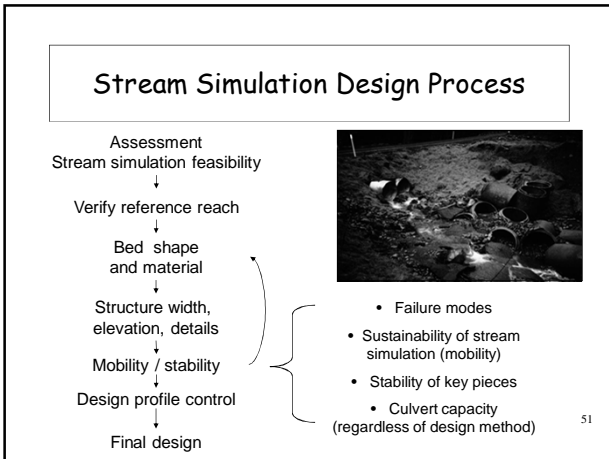 Stream Simulation Design Process
Assessment
Stream simulation feasibility
Verify reference reach
Bed shape
and material
Structure width,
elevation, details
Mobility / stability
Design profile control
Final design
• Failure modes
• Sustainability of stream
simulation (mobility)
• Stability of key pieces
• Culvert capacity
(regardless of design method)
51